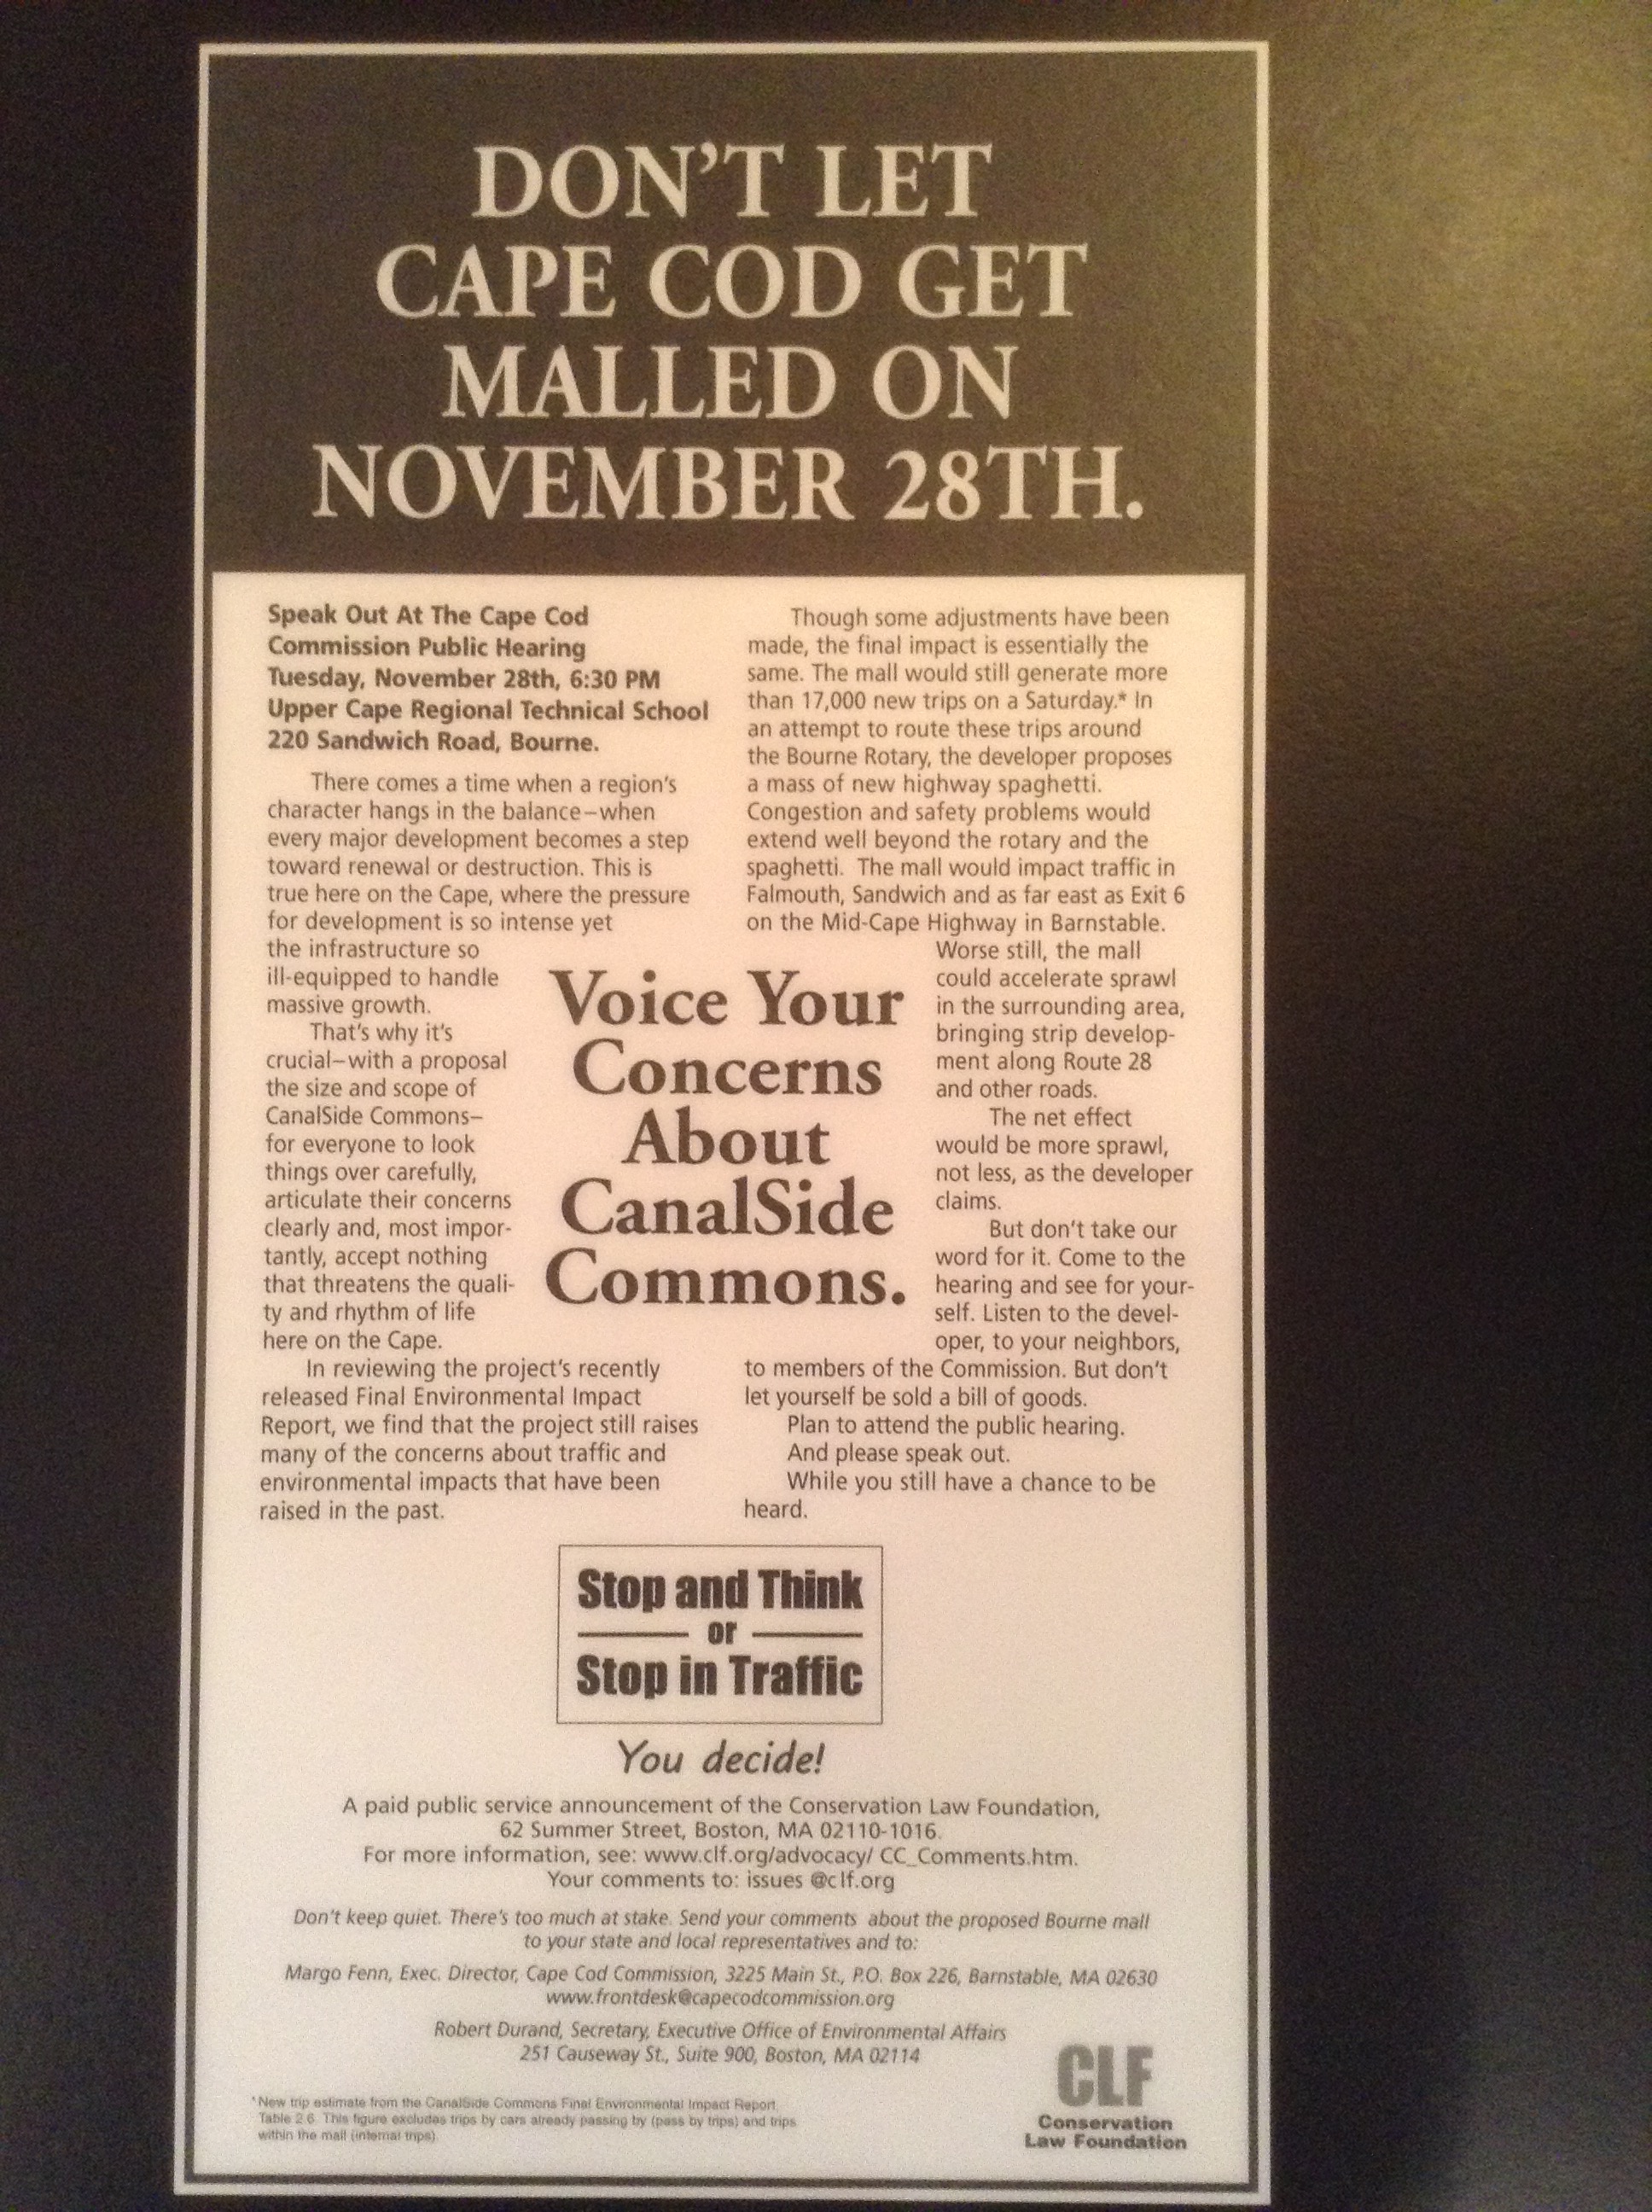 DON'T LET
CAPE COD GET
MALLED ON
NOVEMBER 28TH.
Speak Out At The Cape Cod
Commission Public Hearing
Tuesday, November 28th, 6:30 PM
Upper Cape Regional Technical School
220 Sandwich Road, Bourne.
There comes a time when a region's
character hangs in the balance–when
every major development becomes a step
toward renewal or destruction. This is
true here on the Cape, where the pressure
for development is so intense yet
the infrastructure so
ill-equipped to handle
massive growth.
That's why it's
crucial–with a proposal
the size and scope of
CanalSide Commons–
for everyone to look
things over carefully,
articulate their concerns
clearly and, most impor-
tantly, accept nothing
that threatens the quali-
ty and rhythm of life
here on the Cape.
In reviewing the project's recently
released Final Environmental Impact
Report, we find that the project still raises
many of the concerns about traffic and
environmental impacts that have been
raised in the past.
Voice Your
Concerns
About
CanalSide
Commons.
Though some adjustments have been
made, the final impact is essentially the
same. The mall would still generate more
than 17,000 new trips on a Saturday.* In
an attempt to route these trips around
the Bourne Rotary, the developer proposes
a mass of new highway spaghetti.
Congestion and safety problems would
extend well beyond the rotary and the
spaghetti. The mall would impact traffic in
Falmouth, Sandwich and as far east as Exit 6
on the Mid-Cape Highway in Barnstable.
Worse still, the mall
could accelerate sprawl
in the surrounding area,
bringing strip develop-
ment along Route 28
and other roads.
The net effect
would be more sprawl,
not less, as the developer
claims.
But don't take our
word for it. Come to the
hearing and see for your-
self. Listen to the devel-
oper, to your neighbors,
to members of the Commission. But don't
let yourself be sold a bill of goods.
Plan to attend the public hearing.
And please speak out.
While you still have a chance to be
heard.
Stop and Think
or
Stop in Traffic
You decide!
A paid public service announcement of the Conservation Law Foundation,
62 Summer Street, Boston, MA 02110-1016.
For more information, see: www.clf.org/advocacy/ CC_Comments.htm.
Your comments to: issues @clf.org
Don't keep quiet. There's too much at stake. Send your comments about the proposed Bourne mall
to your state and local representatives and to:
Margo Fenn, Exec. Director, Cape Cod Commission, 3225 Main St., P.O. Box 226, Barnstable, MA 02630
www.frontdesk@capecodcommission.org
Robert Durand, Secretary, Executive Office of Environmental Affairs
251 Causeway St., Suite 900, Boston, MA 02114
*New trip estimate from the CanalSide Commons Final Environmental Impact Report,
Table 2.6. This figure excludes trips by cars already passing by (pass by trips) and trips
within the mall (internal trips).
CLF
Conservation
Law Foundation